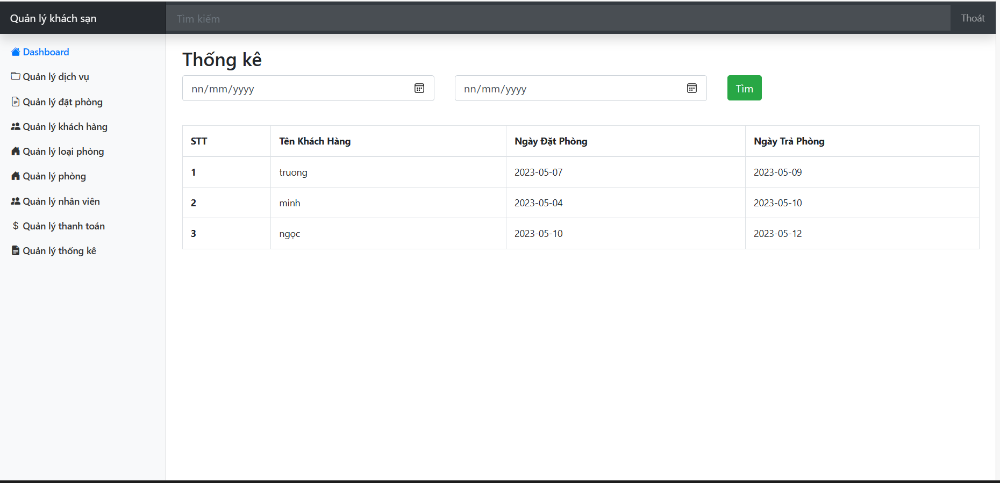 Quản lý khách sạn
Tìm kiếm
Thoát
Dashboard
Quản lý dịch vụ
Quản lý đặt phòng
Quản lý khách hàng
Quản lý loại phòng
Quản lý phòng
Quản lý nhân viên
$ Quản lý thanh toán
Quản lý thống kê
Thống kê
nn/mm/yyyy nn/mm/yyyy Tìm
STT Tên Khách Hàng Ngày Đặt Phòng Ngày Trả Phòng
1 truong 2023-05-07 2023-05-09
2 minh 2023-05-04 2023-05-10
3 ngọc 2023-05-10 2023-05-12